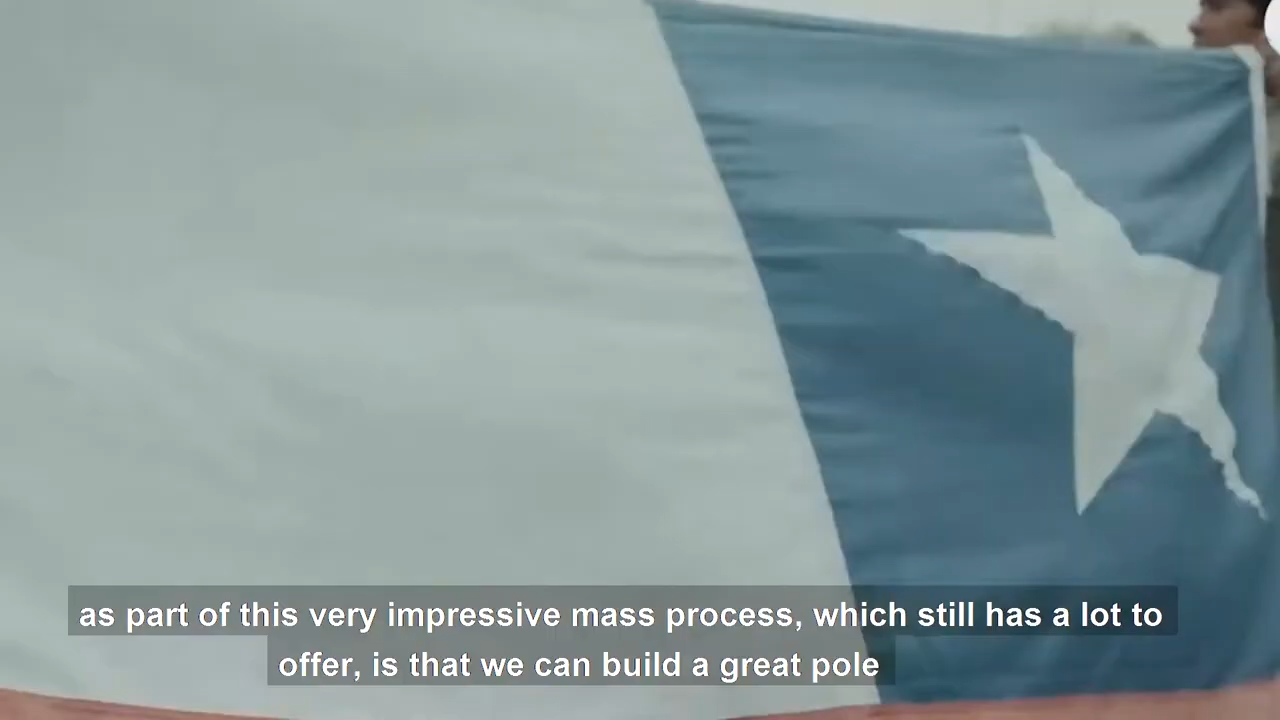 as part of this very impressive mass process, which still has a lot to
offer, is that we can build a great pole